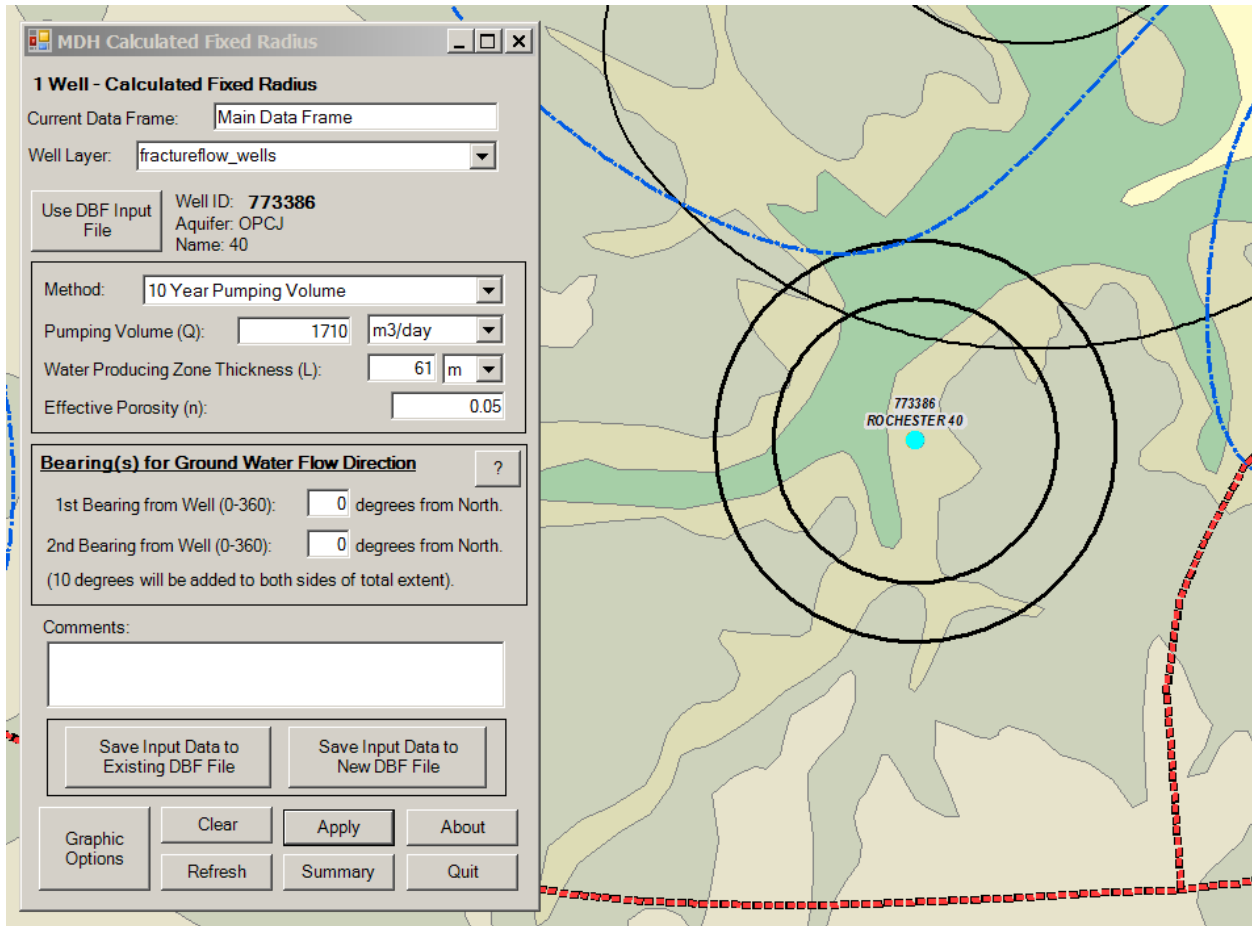 MDH Calculated Fixed Radius
1 Well - Calculated Fixed Radius
Current Data Frame: Main Data Frame
Well Layer: fractureflow_wells
Use DBF Input
File
Well ID: 773386
Aquifer: OPCJ
Name: 40
Method: 10 Year Pumping Volume
Pumping Volume (Q): 1710 m3/day
Water Producing Zone Thickness (L): 61 m
Effective Porosity (n): 0.05
Bearing(s) for Ground Water Flow Direction ?
1st Bearing from Well (0-360): 0 degrees from North.
2nd Bearing from Well (0-360): 0 degrees from North.
(10 degrees will be added to both sides of total extent).
Comments:
Save Input Data to
Existing DBF File
Save Input Data to
New DBF File
Graphic
Options
Clear Apply About
Refresh Summary Quit
773386
ROCHESTER 40